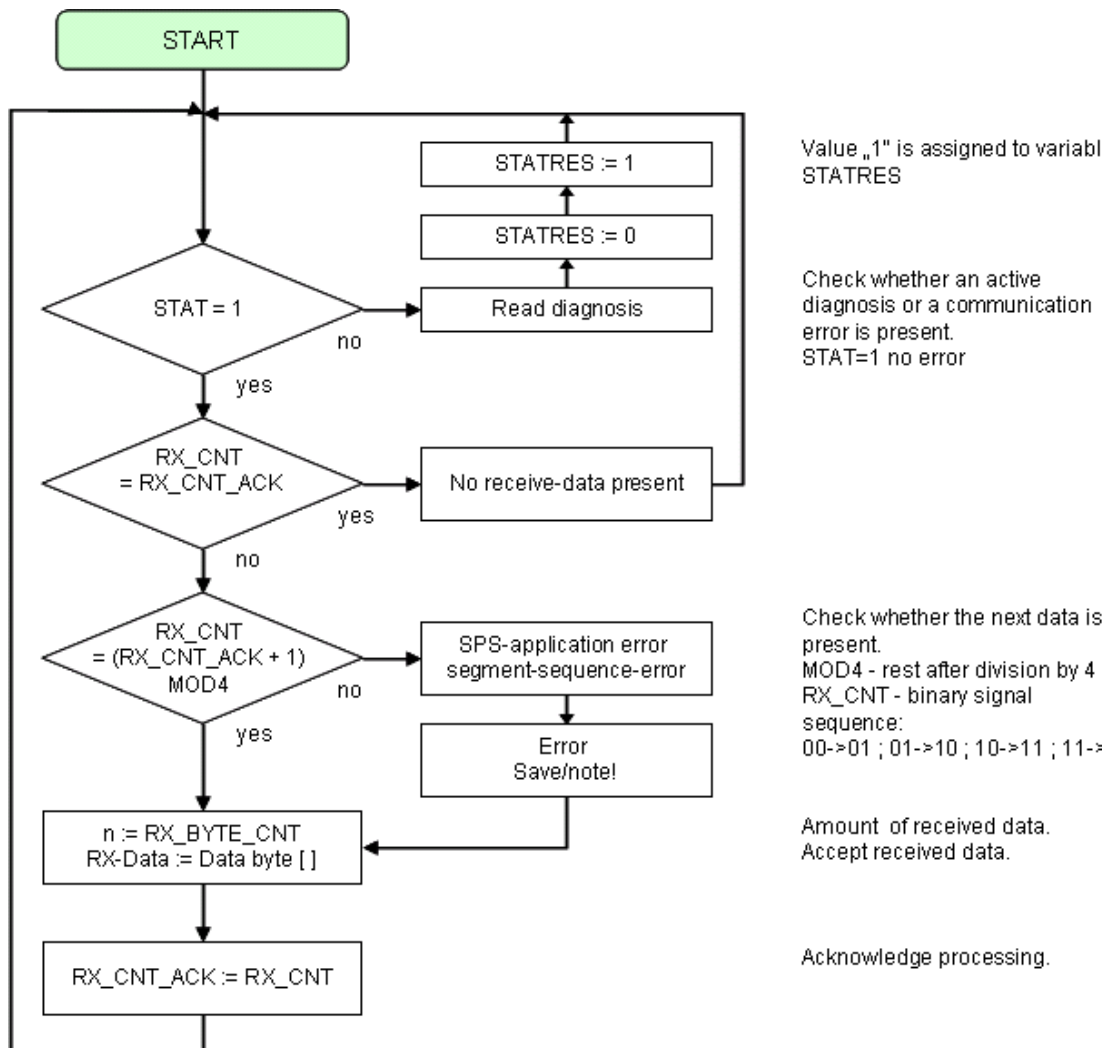 START
STATRES := 1
Value „1" is assigned to variabl
STATRES
STATRES := 0
STAT = 1
no
yes
Read diagnosis
Check whether an active
diagnosis or a communication
error is present.
STAT=1 no error
RX_CNT
= RX_CNT_ACK
yes
no
No receive-data present
RX_CNT
= (RX_CNT_ACK + 1)
MOD4
no
yes
SPS-application error
segment-sequence-error
Check whether the next data is
present.
MOD4 - rest after division by 4
RX_CNT - binary signal
sequence:
00->01 ; 01->10 ; 10->11 ; 11->
Error
Save/note!
n := RX_BYTE_CNT
RX-Data := Data byte [ ]
Amount of received data.
Accept received data.
RX_CNT_ACK := RX_CNT
Acknowledge processing.